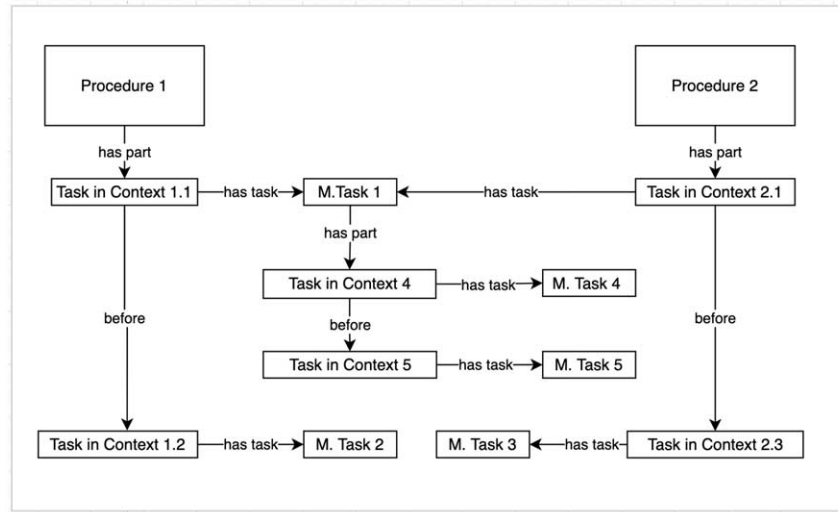 Procedure 1
Procedure 2
has part
has part
Task in Context 1.1
has task
M.Task 1
has task
Task in Context 2.1
has part
Task in Context 4
has task
M. Task 4
before
before
before
Task in Context 5
has task
M. Task 5
Task in Context 1.2
has task
M. Task 2
M. Task 3
has task
Task in Context 2.3